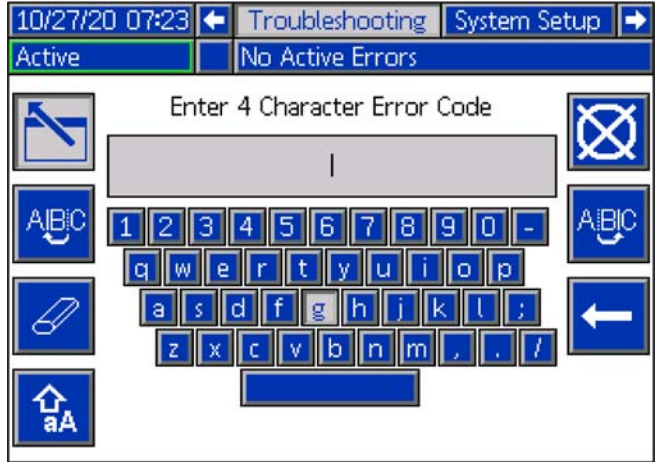 10/27/20 07:23 Troubleshooting System Setup
Active No Active Errors
Enter 4 Character Error Code
ABC ABC
1 2 3 4 5 6 7 8 9 0 -
q w e r t y u i o p
a s d f g h j k l ;
z x c v b n m , . /
aA